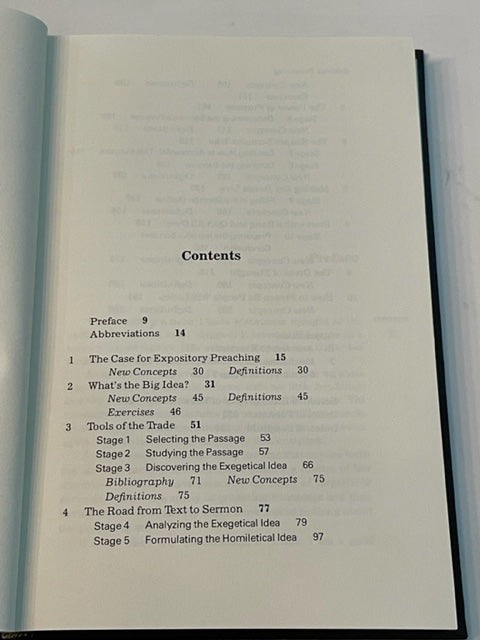 Contents
Preface 9
Abbreviations 14
1 The Case for Expository Preaching 15
New Concepts 30 Definitions 30
2 What's the Big Idea? 31
New Concepts 45 Definitions 45
Exercises 46
3 Tools of the Trade 51
Stage 1 Selecting the Passage 53
Stage 2 Studying the Passage 57
Stage 3 Discovering the Exegetical Idea 66
Bibliography 71 New Concepts 75
Definitions 75
4 The Road from Text to Sermon 77
Stage 4 Analyzing the Exegetical Idea 79
Stage 5 Formulating the Homiletical Idea 97